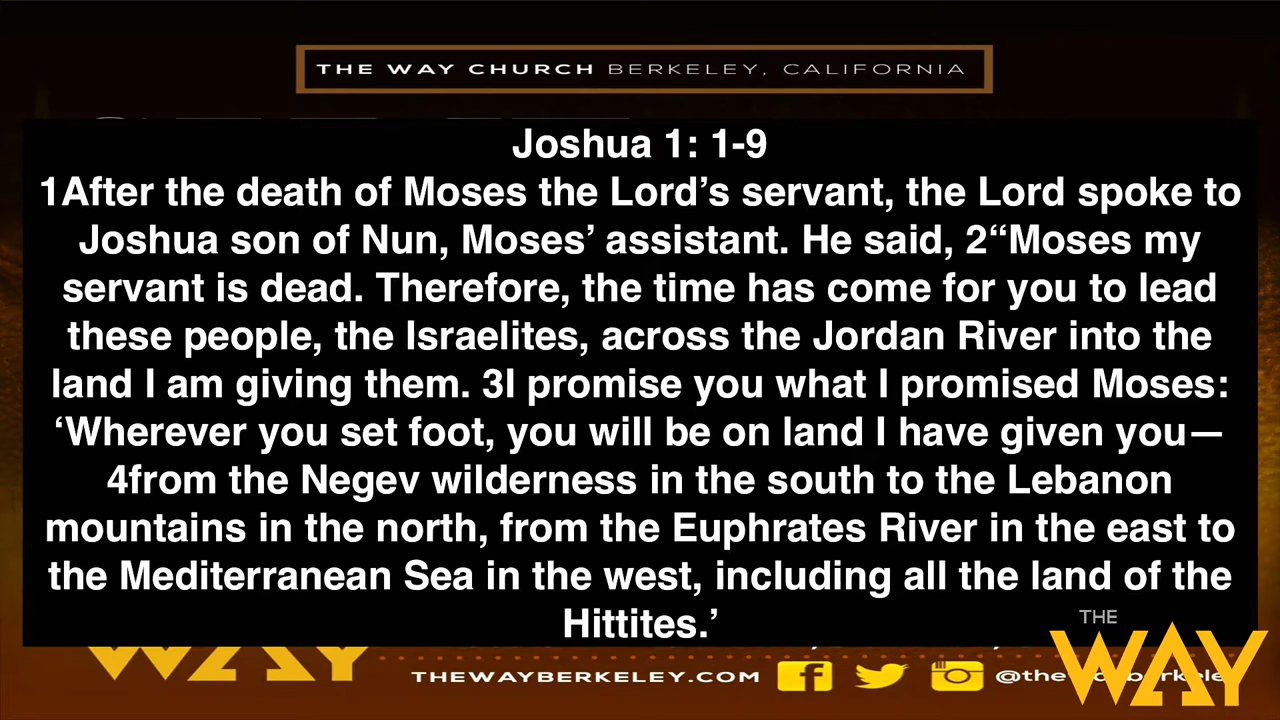 THE WAY CHURCH BERKELEY, CALIFORNIA
Joshua 1: 1-9
1After the death of Moses the Lord’s servant, the Lord spoke to
Joshua son of Nun, Moses’ assistant. He said, 2“Moses my
servant is dead. Therefore, the time has come for you to lead
these people, the Israelites, across the Jordan River into the
land I am giving them. 3I promise you what I promised Moses:
‘Wherever you set foot, you will be on land I have given you—
4from the Negev wilderness in the south to the Lebanon
mountains in the north, from the Euphrates River in the east to
the Mediterranean Sea in the west, including all the land of the
Hittites.’
THE
WAY
WAY
THEWAYBERKELEY.COM